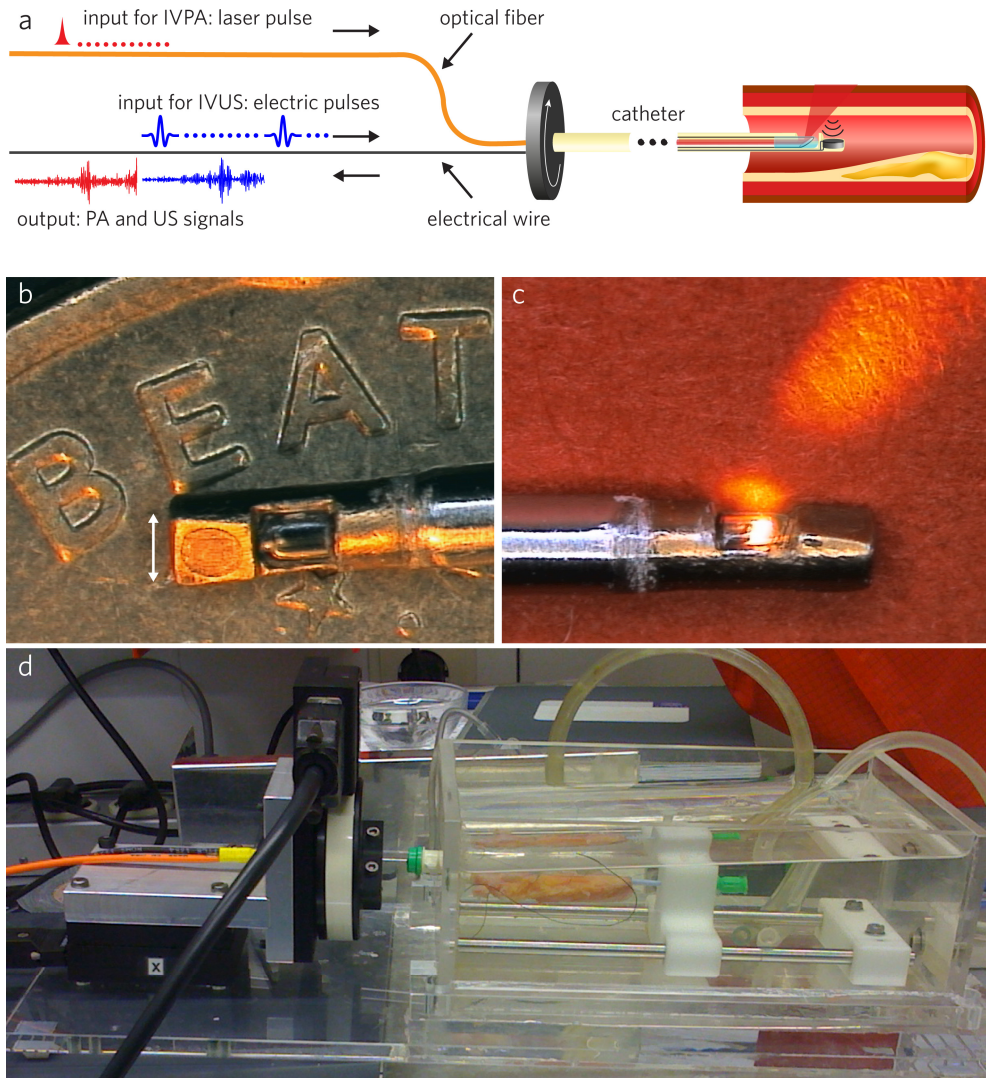 a
input for IVPA: laser pulse
optical fiber
input for IVUS: electric pulses
catheter
output: PA and US signals
electrical wire
b
BEAT
c
d
X